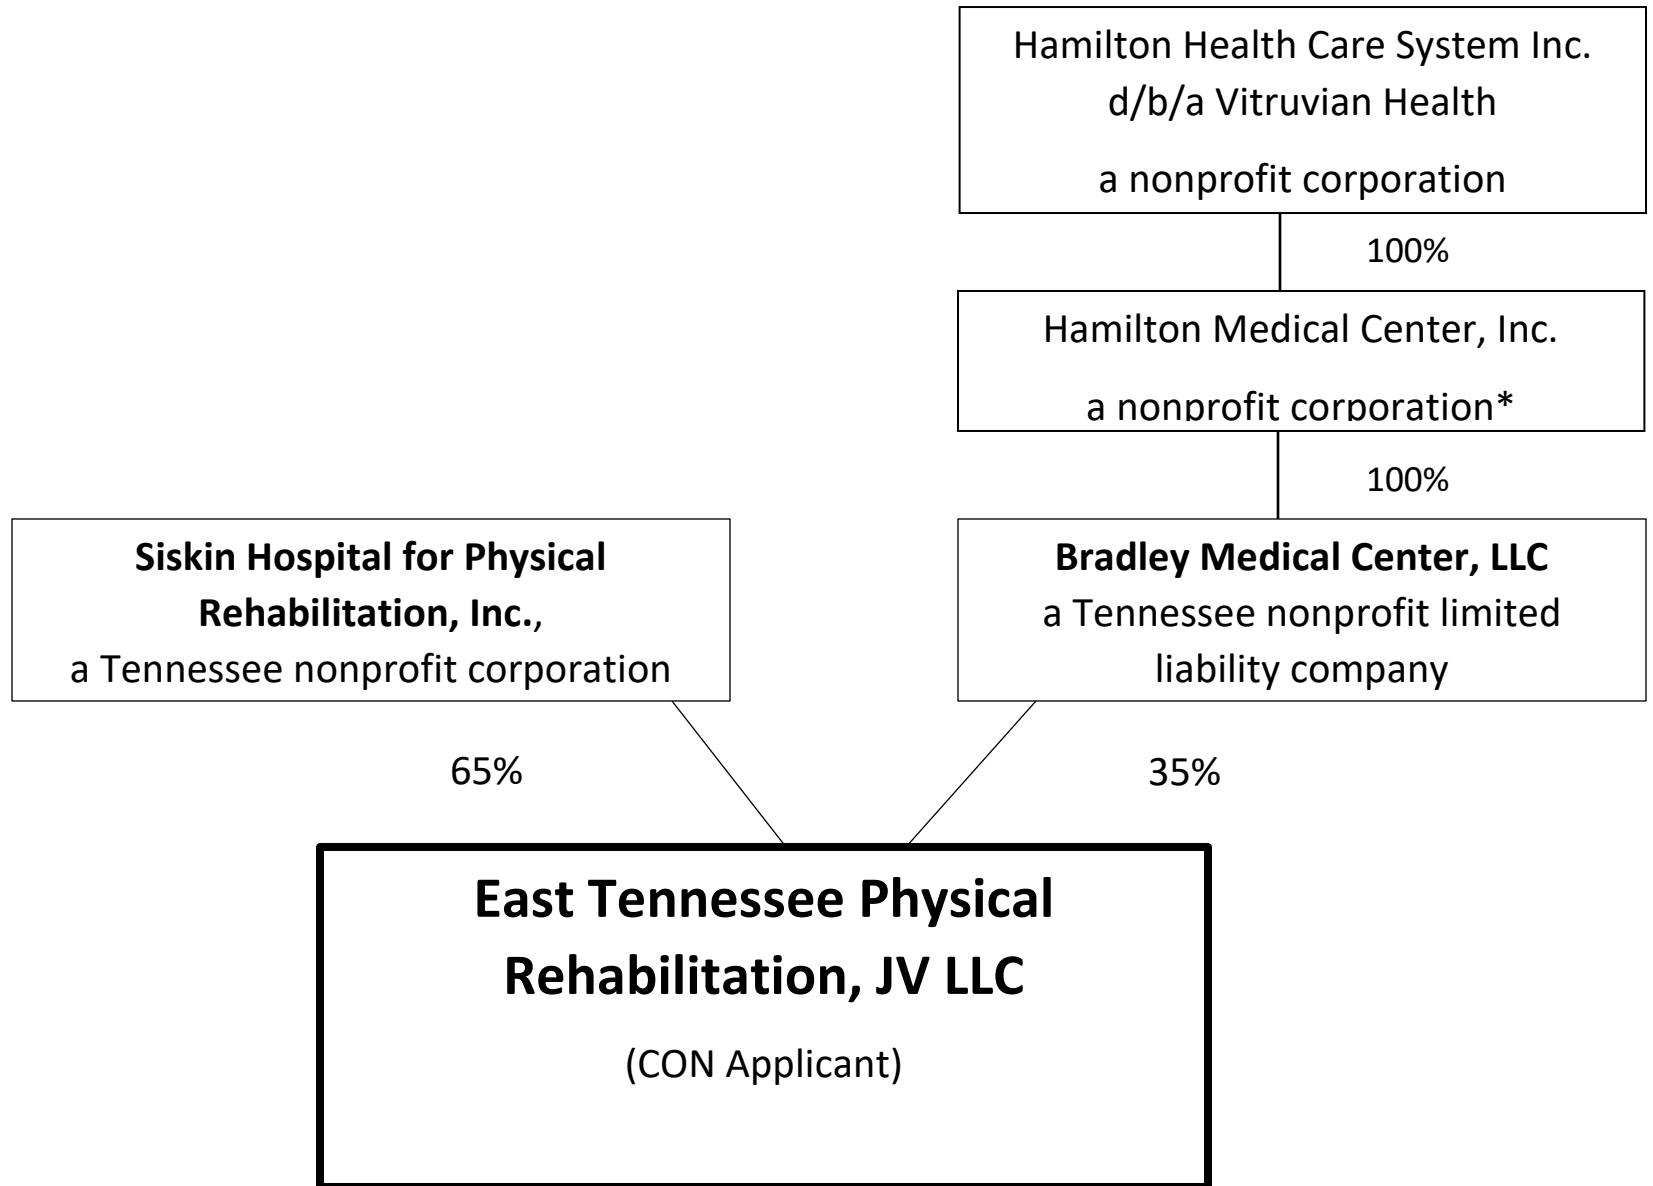 Hamilton Health Care System Inc.
d/b/a Vitruvian Health
a nonprofit corporation
100%
Hamilton Medical Center, Inc.
a nonprofit corporation*
100%
Siskin Hospital for Physical
Rehabilitation, Inc.,
a Tennessee nonprofit corporation
Bradley Medical Center, LLC
a Tennessee nonprofit limited
liability company
65%
35%
East Tennessee Physical
Rehabilitation, JV LLC
(CON Applicant)